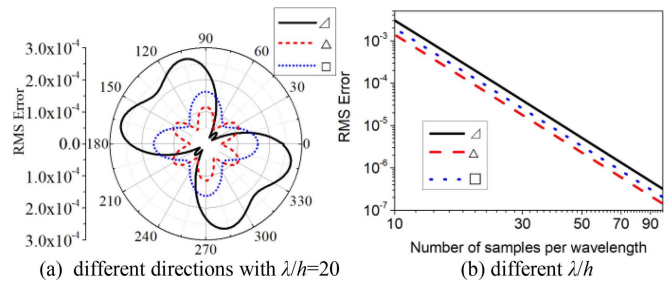 3.0x10⁻⁴
2.0x10⁻⁴
1.0x10⁻⁴
0.0
1.0x10⁻⁴
2.0x10⁻⁴
3.0x10⁻⁴
RMS Error
90
60
30
330
300
270
240
210
180
150
120
⊿
△
□
(a) different directions with λ/h=20
10⁻³
10⁻⁴
10⁻⁵
10⁻⁶
10⁻⁷
RMS Error
⊿
△
□
10
30
50
70
90
Number of samples per wavelength
(b) different λ/h